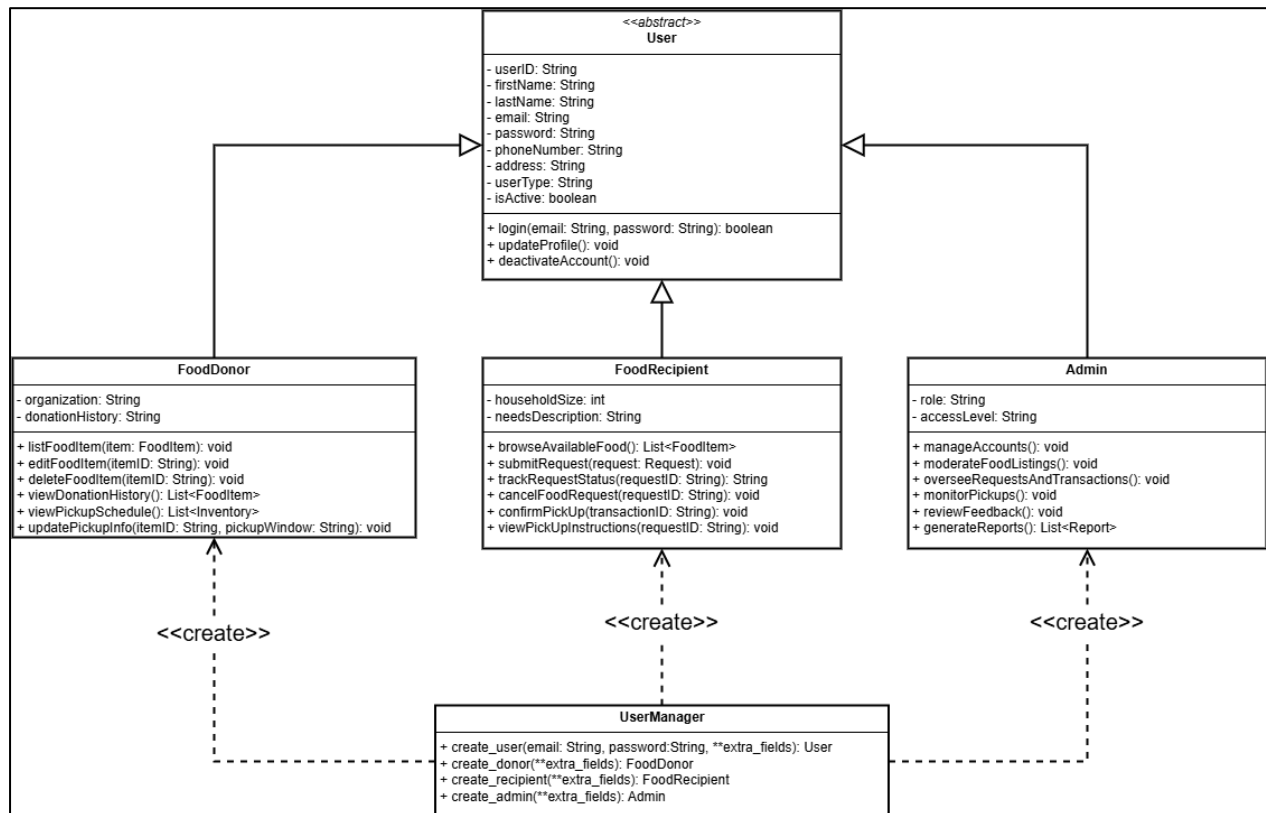 <<abstract>>
User
- userID: String
- firstName: String
- lastName: String
- email: String
- password: String
- phoneNumber: String
- address: String
- userType: String
- isActive: boolean
+ login(email: String, password: String): boolean
+ updateProfile(): void
+ deactivateAccount(): void
FoodDonor
- organization: String
- donationHistory: String
+ listFoodItem(item: FoodItem): void
+ editFoodItem(itemID: String): void
+ deleteFoodItem(itemID: String): void
+ viewDonationHistory(): List<FoodItem>
+ viewPickupSchedule(): List<Inventory>
+ updatePickupInfo(itemID: String, pickupWindow: String): void
FoodRecipient
- householdSize: int
- needsDescription: String
+ browseAvailableFood(): List<FoodItem>
+ submitRequest(request: Request): void
+ trackRequestStatus(requestID: String): String
+ cancelFoodRequest(requestID: String): void
+ confirmPickUp(transactionID: String): void
+ viewPickUpInstructions(requestID: String): void
Admin
- role: String
- accessLevel: String
+ manageAccounts(): void
+ moderateFoodListings(): void
+ overseeRequestsAndTransactions(): void
+ monitorPickups(): void
+ reviewFeedback(): void
+ generateReports(): List<Report>
<<create>>
<<create>>
<<create>>
UserManager
+ create_user(email: String, password:String, **extra_fields): User
+ create_donor(**extra_fields): FoodDonor
+ create_recipient(**extra_fields): FoodRecipient
+ create_admin(**extra_fields): Admin